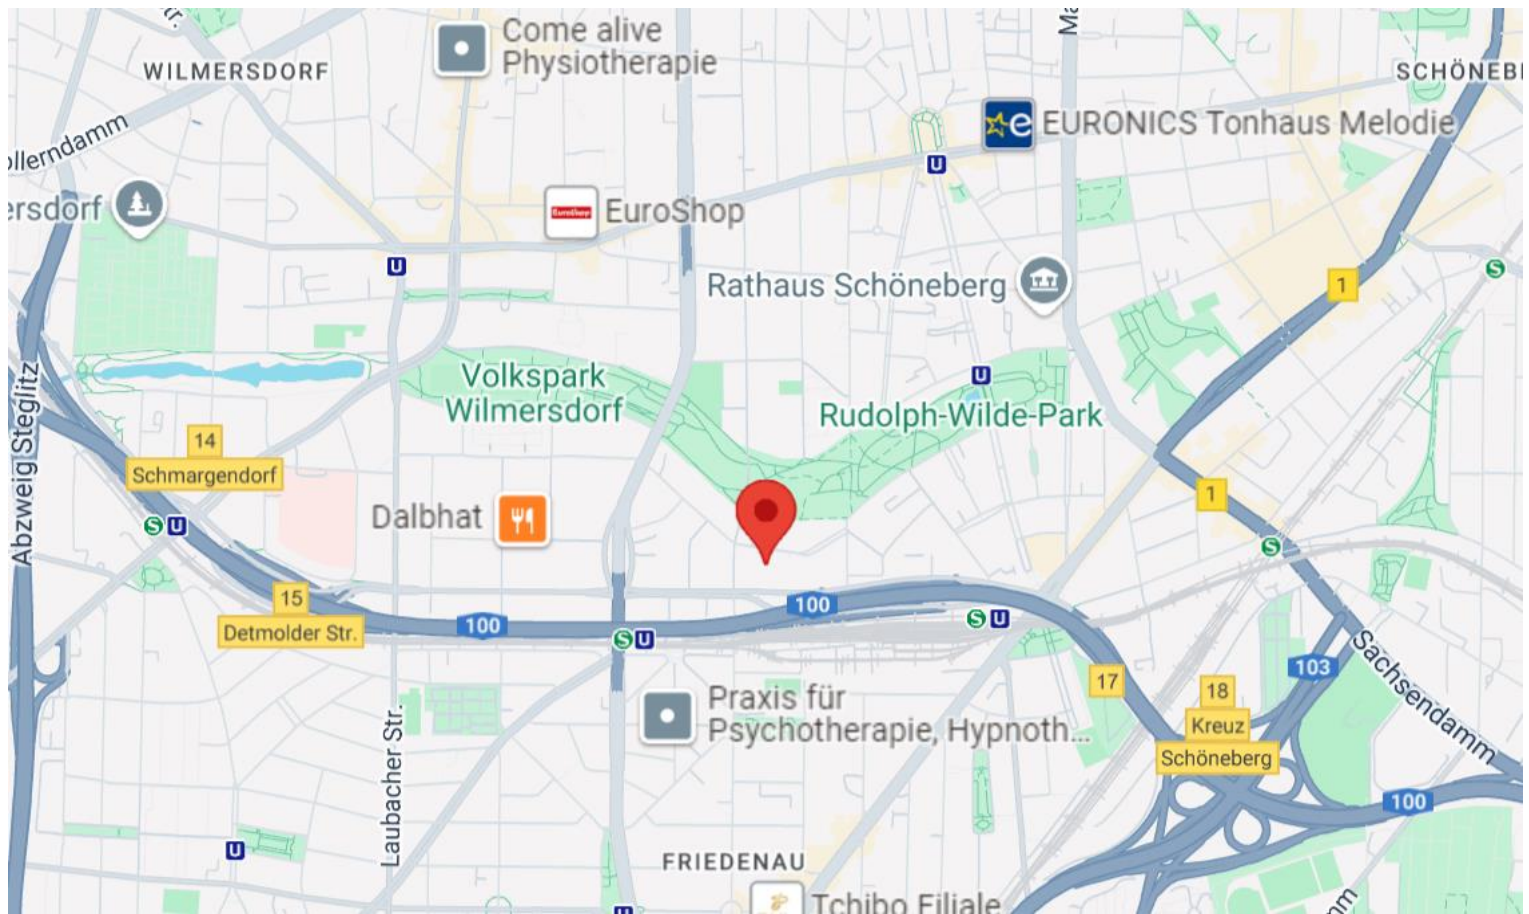 Come alive
Physiotherapie
WILMERSDORF
SCHÖNEB
EURONICS Tonhaus Melodie
ollerndamm
U
ersdorf
EuroShop
EuroShop
U
S
Rathaus Schöneberg
1
U
Volkspark
Wilmersdorf
Rudolph-Wilde-Park
Abzweig Steglitz
14
Schmargendorf
1
Dalbhat
S U
S
15
Detmolder Str.
100
100
S U
S U
Sachsendamm
103
17
18
Kreuz
Schöneberg
Praxis für
Psychotherapie, Hypnoth...
Laubacher Str.
100
U
FRIEDENAU
Tchibo Filiale
U